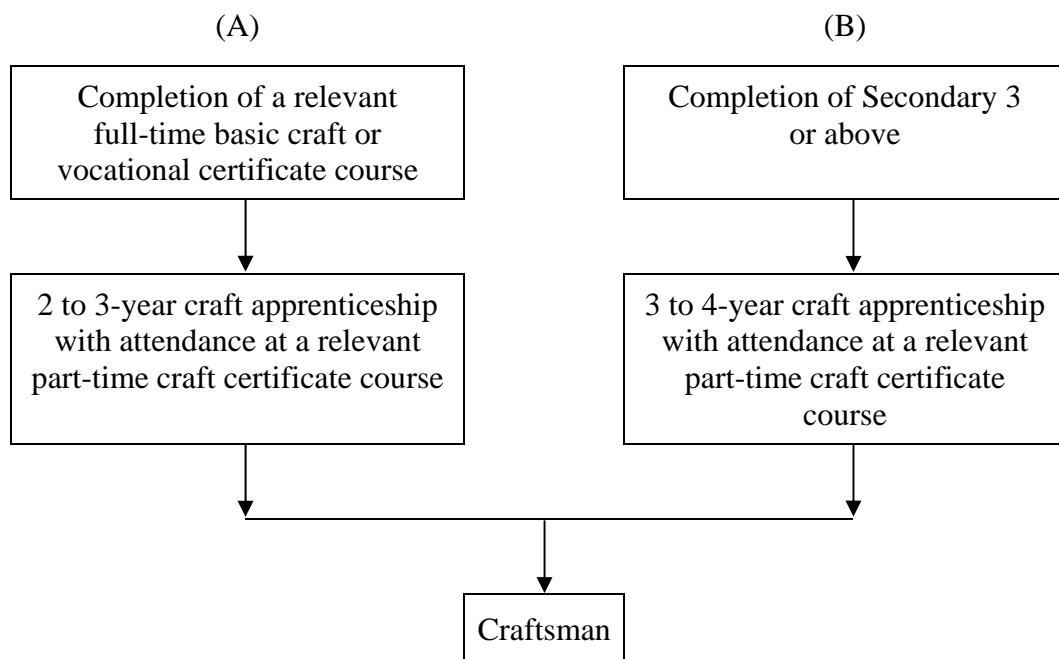 (A)
Completion of a relevant
full-time basic craft or
vocational certificate course
2 to 3-year craft apprenticeship
with attendance at a relevant
part-time craft certificate course
(B)
Completion of Secondary 3
or above
3 to 4-year craft apprenticeship
with attendance at a relevant
part-time craft certificate
course
Craftsman